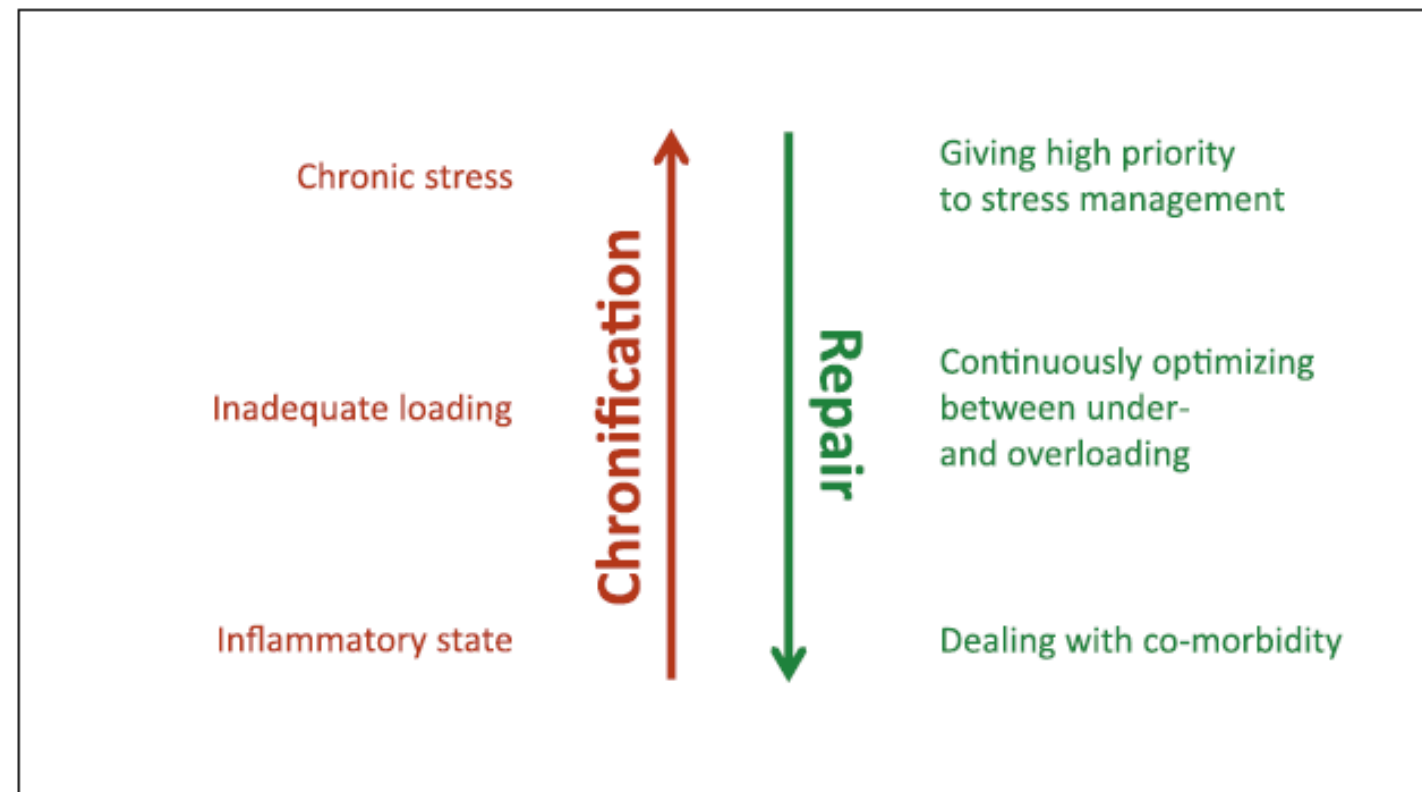 Chronic stress
Inadequate loading
Inflammatory state
Chronification
Repair
Giving high priority
to stress management
Continuously optimizing
between under-
and overloading
Dealing with co-morbidity